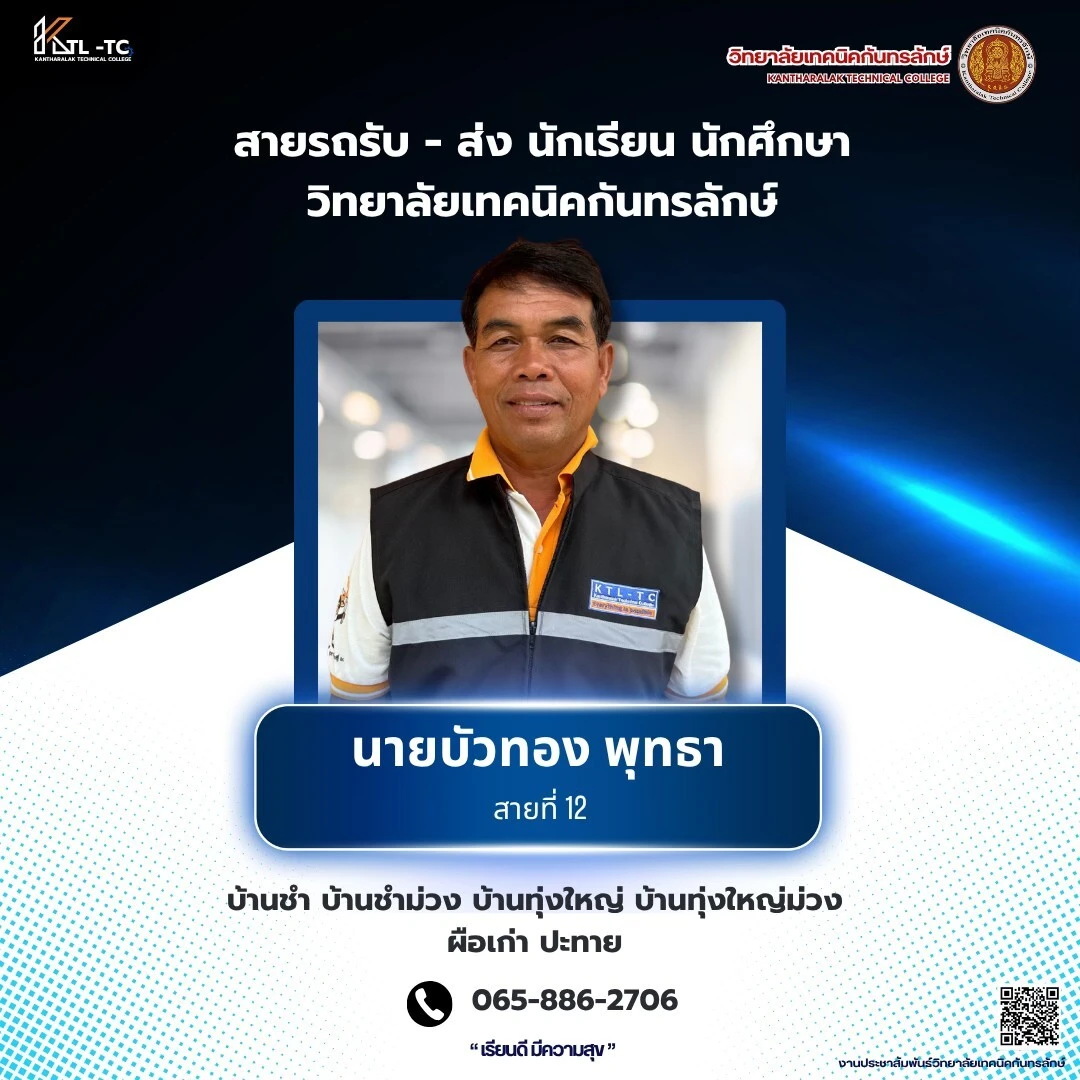 KTL -TC
KANTHARALAK TECHNICAL COLLEGE
วิทยาลัยเทคนิคกันทรลักษ์
KANTHARALAK TECHNICAL COLLEGE
สายรถรับ - ส่ง นักเรียน นักศึกษา
วิทยาลัยเทคนิคกันทรลักษ์
KTL-TC
Kantharalak Technical College
นายบัวทอง พุทธา
สายที่ 12
บ้านชำ บ้านชำม่วง บ้านทุ่งใหญ่ บ้านทุ่งใหญ่ม่วง
ผือเก่า ปะทาย
065-886-2706
“ เรียนดี มีความสุข ”
งานประชาสัมพันธ์วิทยาลัยเทคนิคกันทรลักษ์